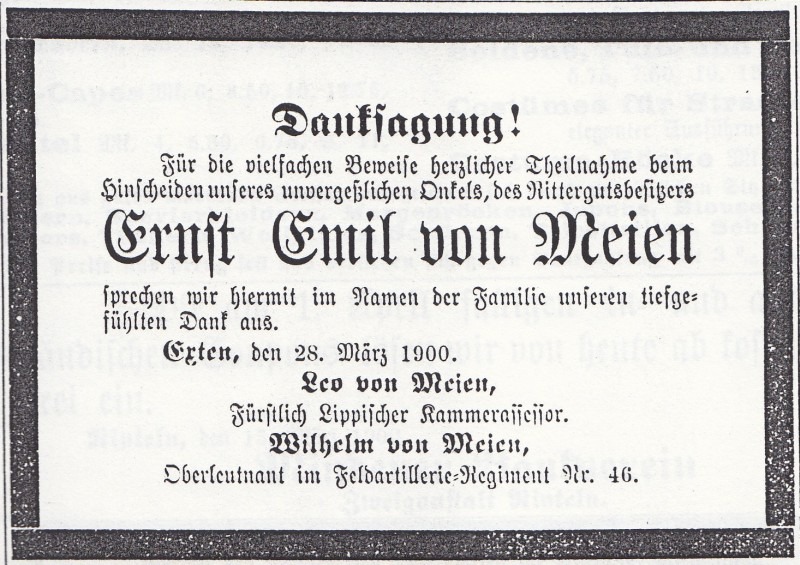 Danksagung!
Für die vielfachen Beweise herzlicher Theilnahme beim
Hinscheiden unseres unvergeßlichen Onkels, des Rittergutsbesitzers
Ernst Emil von Meien
sprechen wir hiermit im Namen der Familie unseren tiefge-
fühlten Dank aus.
Exten, den 28. März 1900.
Leo von Meien,
Fürstlich Lippischer Kammerassessor.
Wilhelm von Meien,
Oberleutnant im Feldartillerie-Regiment Nr. 46.